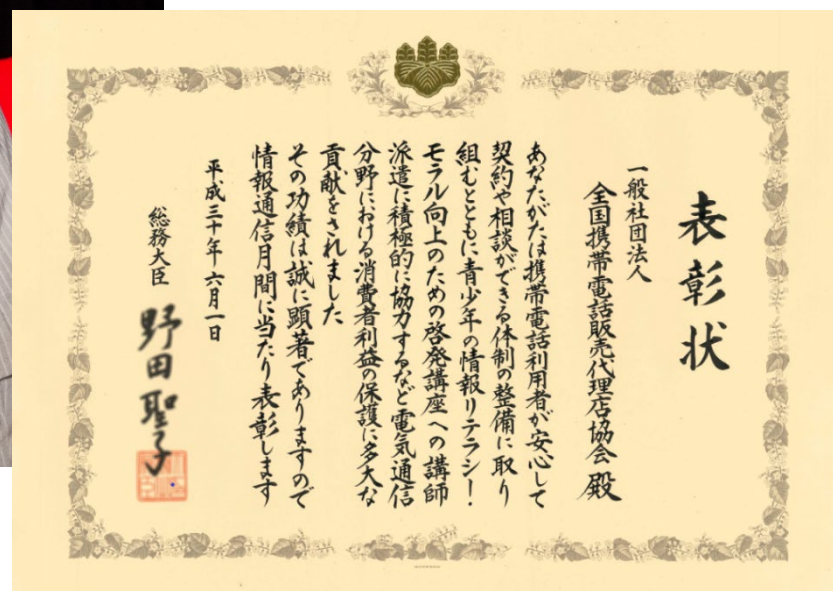 表彰状
一般社団法人
全国携帯電話販売代理店協会 殿
あなたがたは携帯電話利用者が安心して
契約や相談ができる体制の整備に取り
組むとともに青少年の情報リテラシー・
モラル向上のための啓発講座への講師
派遣に積極的に協力するなど電気通信
分野における消費者利益の保護に多大な
貢献をされました
その功績は誠に顕著でありますので
情報通信月間に当たり表彰します
平成三十年六月一日
総務大臣 野田聖子